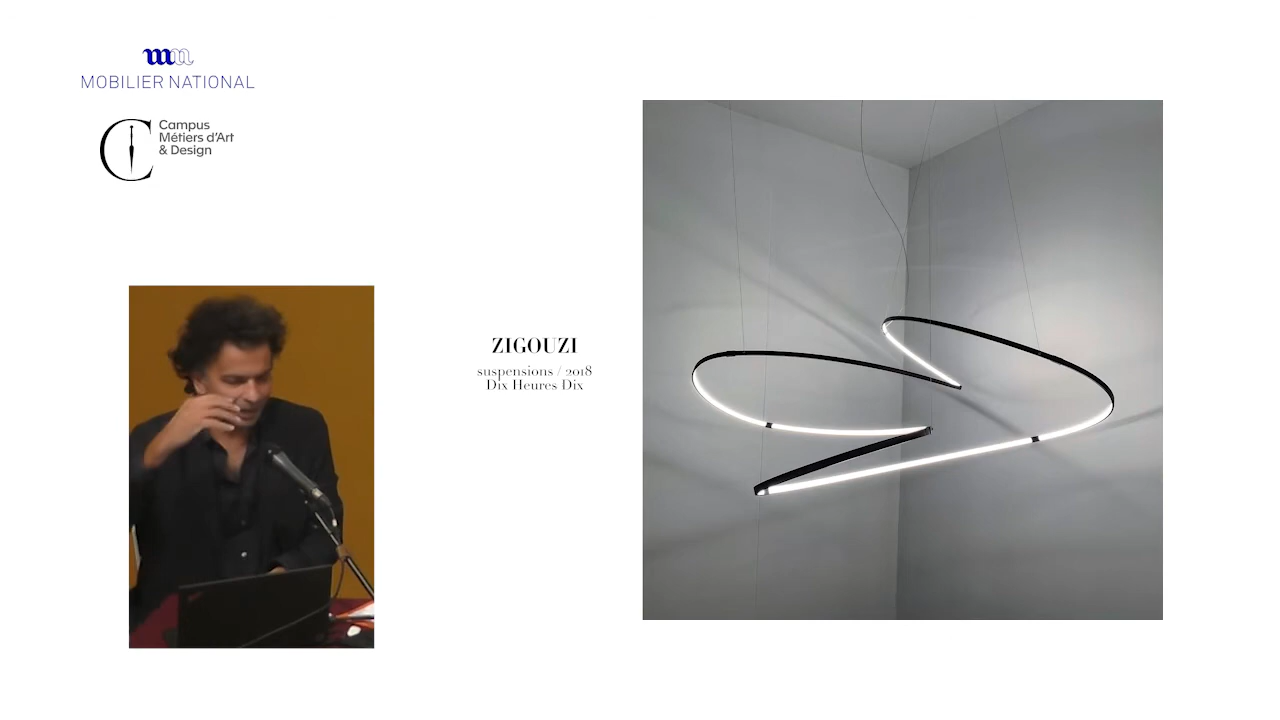 MOBILIER NATIONAL
Campus
Métiers d'Art
& Design
ZIGOUZI
suspensions / 2018
Dix Heures Dix